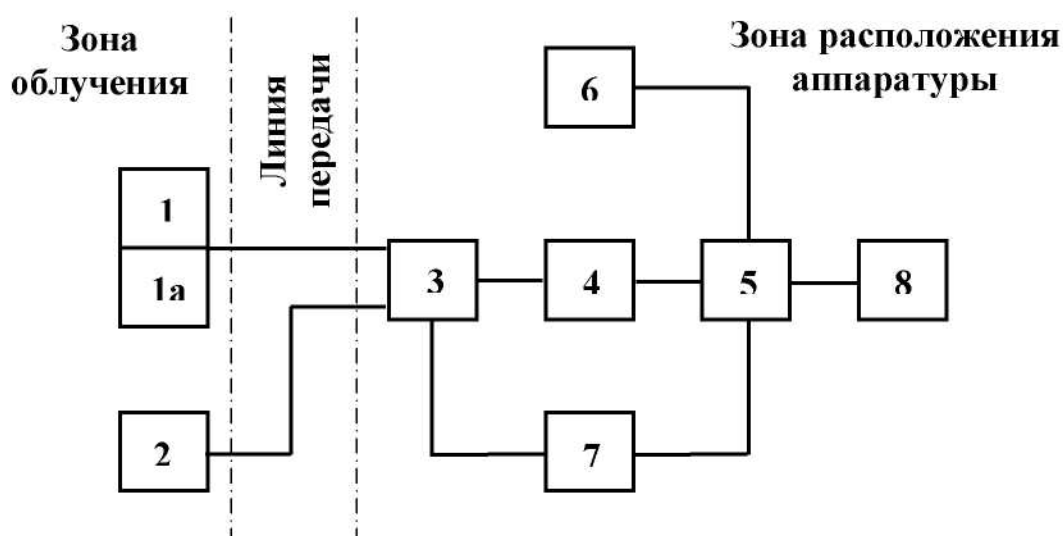 Зона
облучения
Линия
передачи
Зона расположения
аппаратуры
6
1
1а
3
4
5
8
2
7